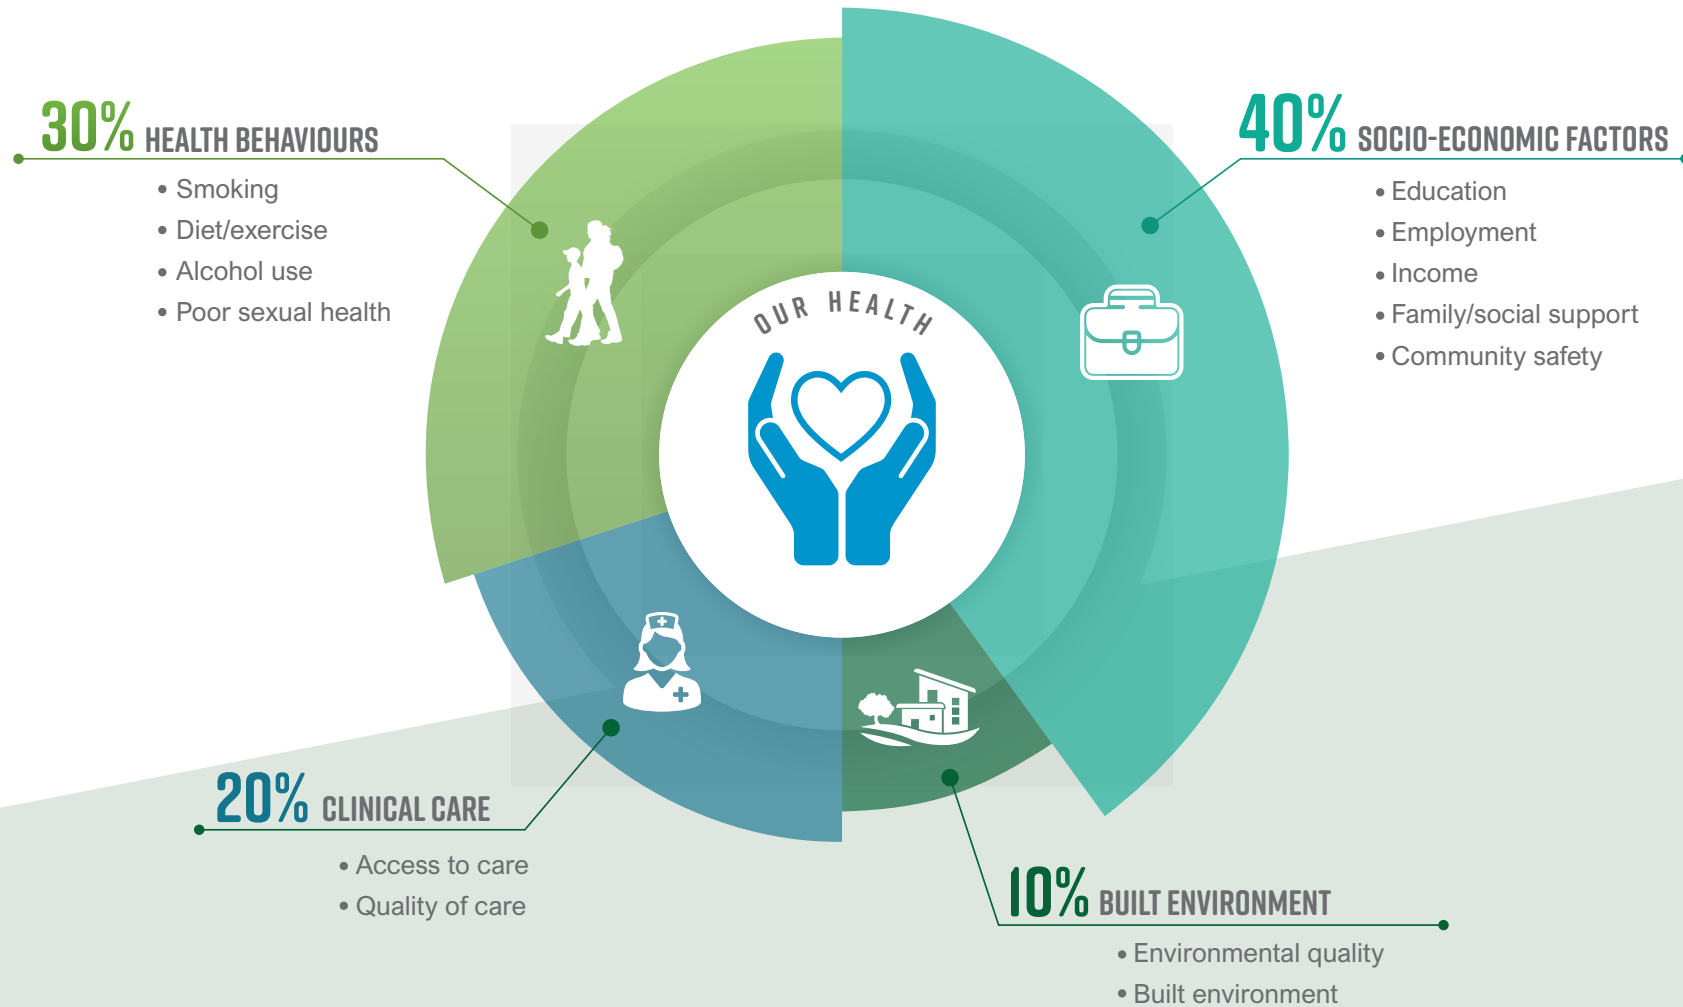 30% HEALTH BEHAVIOURS
• Smoking
• Diet/exercise
• Alcohol use
• Poor sexual health
40% SOCIO-ECONOMIC FACTORS
• Education
• Employment
• Income
• Family/social support
• Community safety
OUR HEALTH
20% CLINICAL CARE
• Access to care
• Quality of care
10% BUILT ENVIRONMENT
• Environmental quality
• Built environment